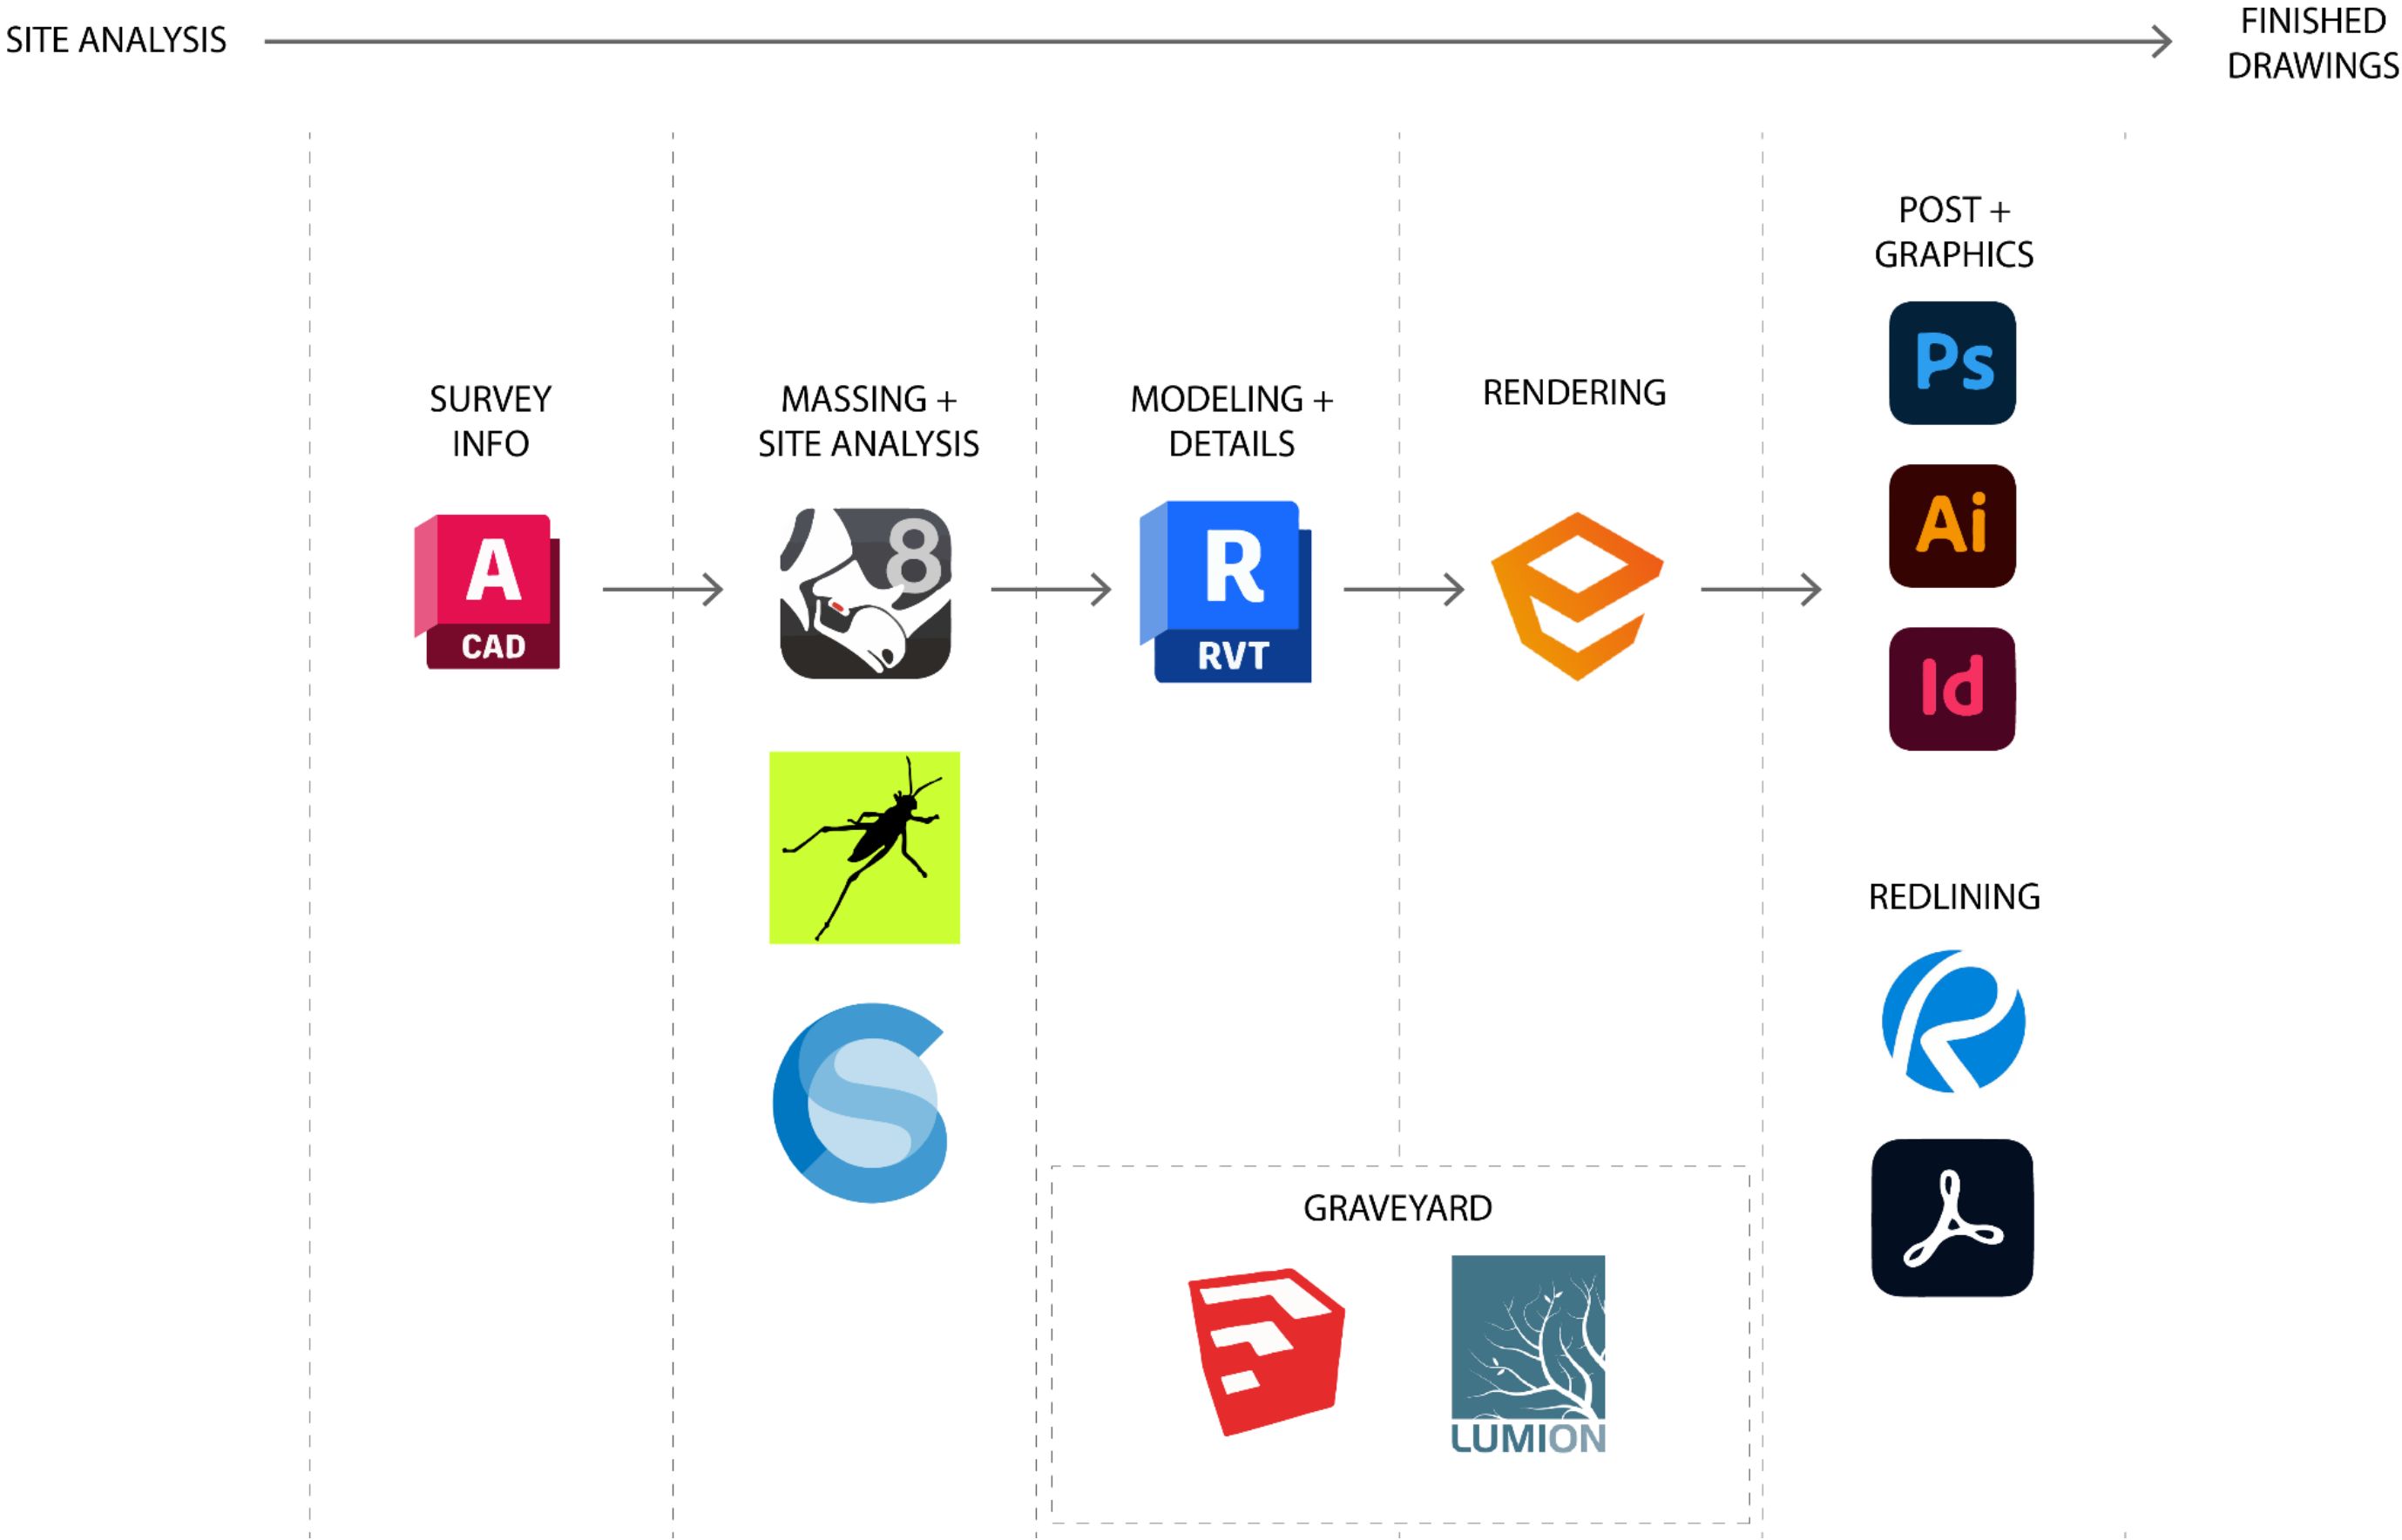 SITE ANALYSIS
FINISHED
DRAWINGS
SURVEY
INFO
A
CAD
MASSING +
SITE ANALYSIS
8
MODELING +
DETAILS
R
RVT
RENDERING
POST +
GRAPHICS
Ps
Ai
Id
REDLINING
GRAVEYARD
LUMION